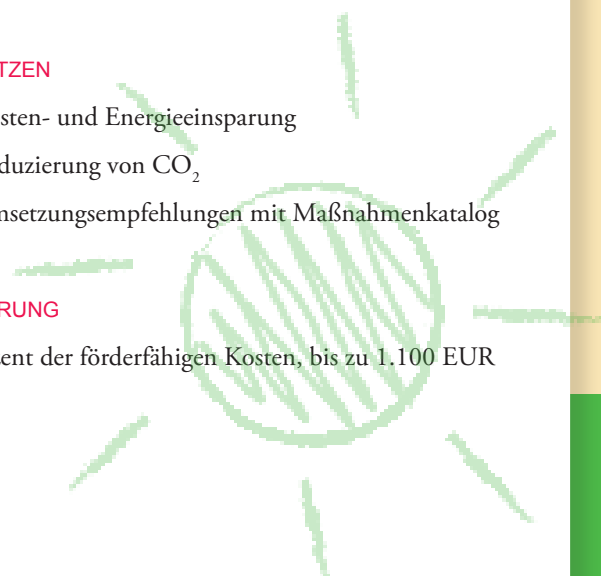 TZEN
sten- und Energieeinsparung
duzierung von CO₂
nsetzungsempfehlungen mit Maßnahmenkatalog
RUNG
ent der förderfähigen Kosten, bis zu 1.100 EUR